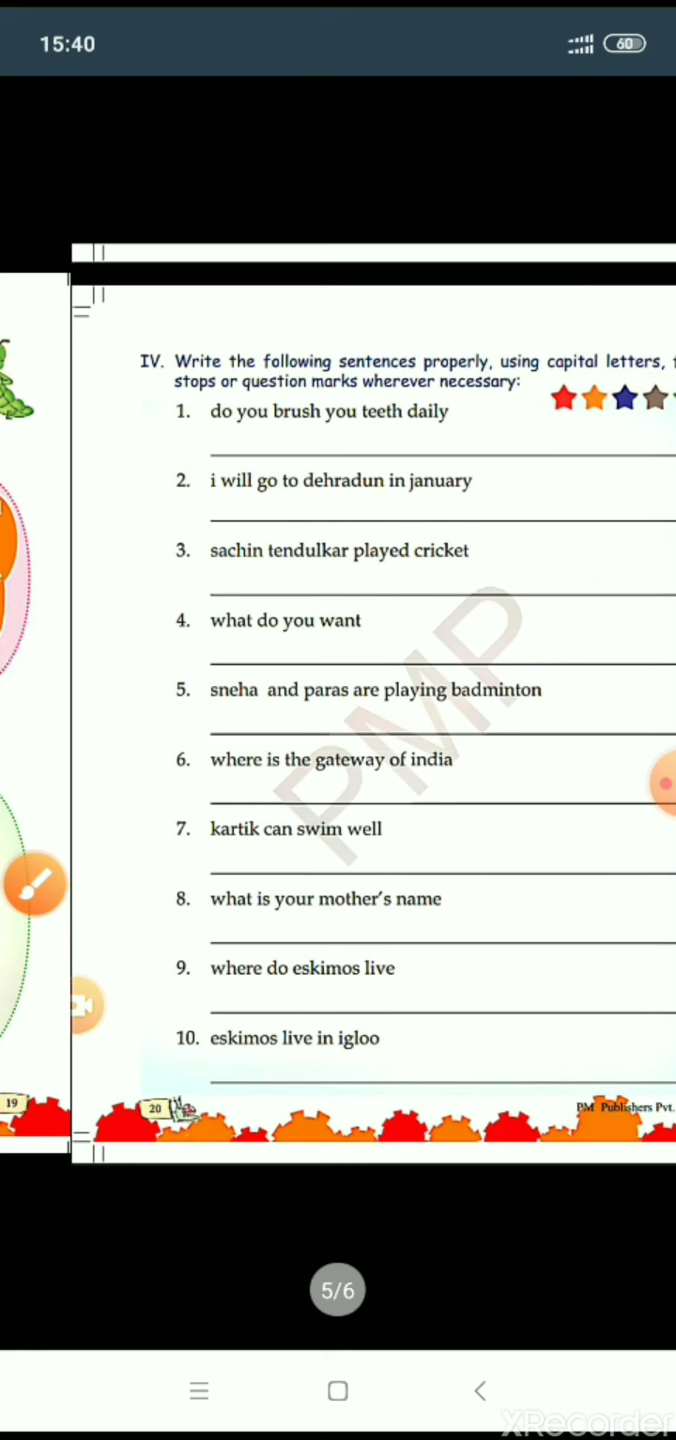 15:40
60
IV. Write the following sentences properly, using capital letters,
stops or question marks wherever necessary:
1. do you brush you teeth daily
2. i will go to dehradun in january
3. sachin tendulkar played cricket
4. what do you want
5. sneha and paras are playing badminton
6. where is the gateway of india
7. kartik can swim well
8. what is your mother's name
9. where do eskimos live
10. eskimos live in igloo
PMP
19
20
PM Publishers Pvt.
5/6
XRecorder